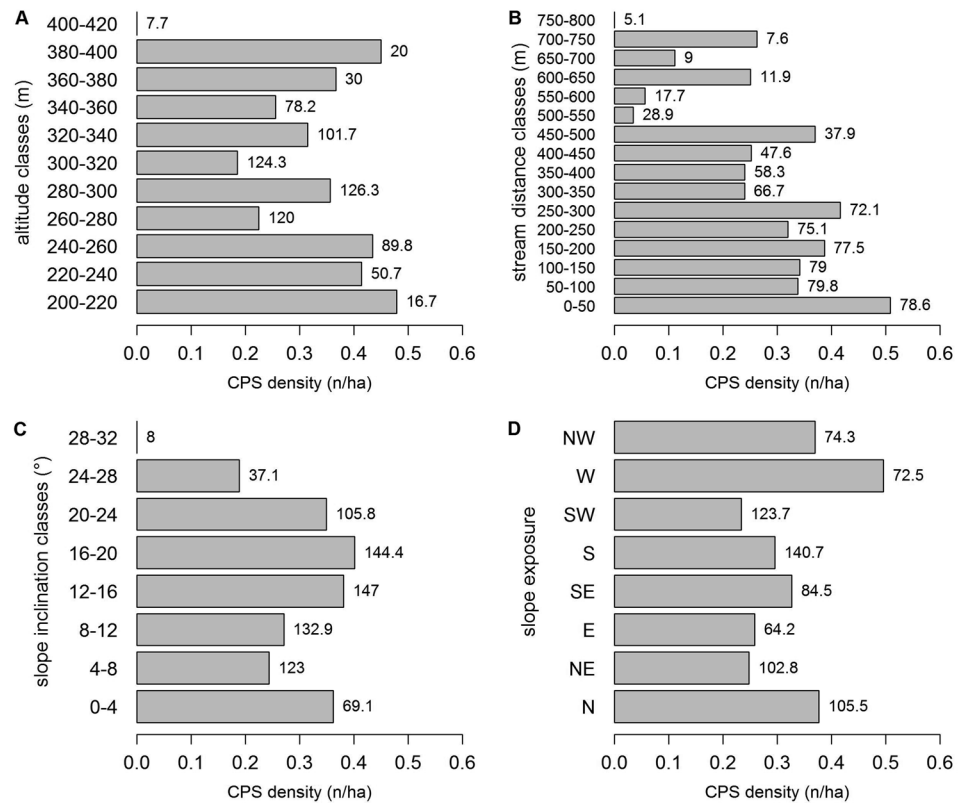 A
altitude classes (m)
400-420 7.7
380-400 20
360-380 30
340-360 78.2
320-340 101.7
300-320 124.3
280-300 126.3
260-280 120
240-260 89.8
220-240 50.7
200-220 16.7
0.0 0.1 0.2 0.3 0.4 0.5 0.6
CPS density (n/ha)
B
stream distance classes (m)
750-800 5.1
700-750 7.6
650-700 9
600-650 11.9
550-600 17.7
500-550 28.9
450-500 37.9
400-450 47.6
350-400 58.3
300-350 66.7
250-300 72.1
200-250 75.1
150-200 77.5
100-150 79
50-100 79.8
0-50 78.6
0.0 0.1 0.2 0.3 0.4 0.5 0.6
CPS density (n/ha)
C
slope inclination classes (°)
28-32 8
24-28 37.1
20-24 105.8
16-20 144.4
12-16 147
8-12 132.9
4-8 123
0-4 69.1
0.0 0.1 0.2 0.3 0.4 0.5 0.6
CPS density (n/ha)
D
slope exposure
NW 74.3
W 72.5
SW 123.7
S 140.7
SE 84.5
E 64.2
NE 102.8
N 105.5
0.0 0.1 0.2 0.3 0.4 0.5 0.6
CPS density (n/ha)